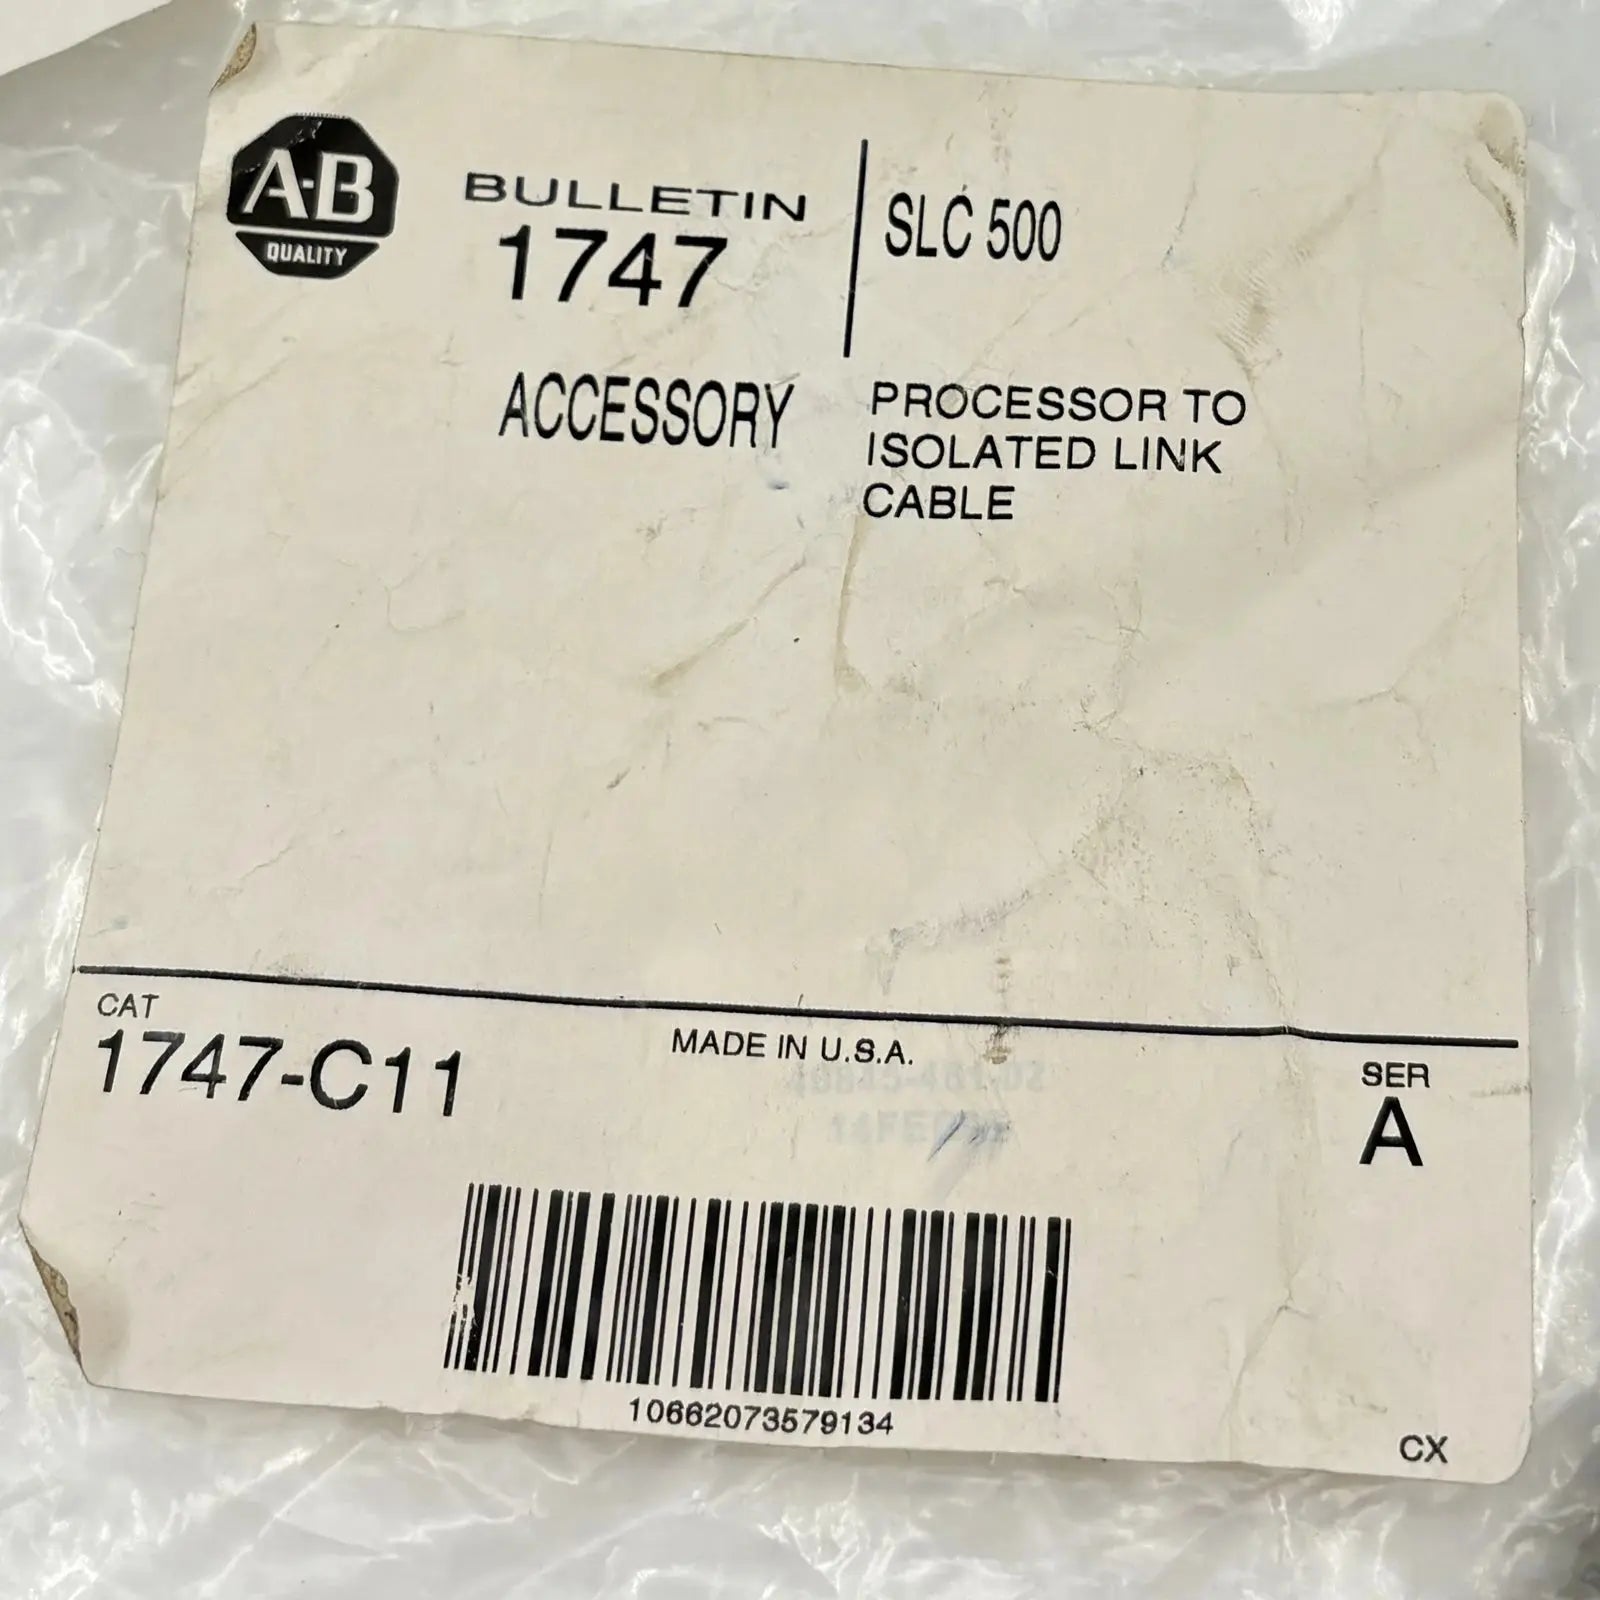 A-B
QUALITY
BULLETIN
1747
SLC 500
ACCESSORY
PROCESSOR TO
ISOLATED LINK
CABLE
CAT
1747-C11
MADE IN U.S.A.
SER
A
10662073579134
CX